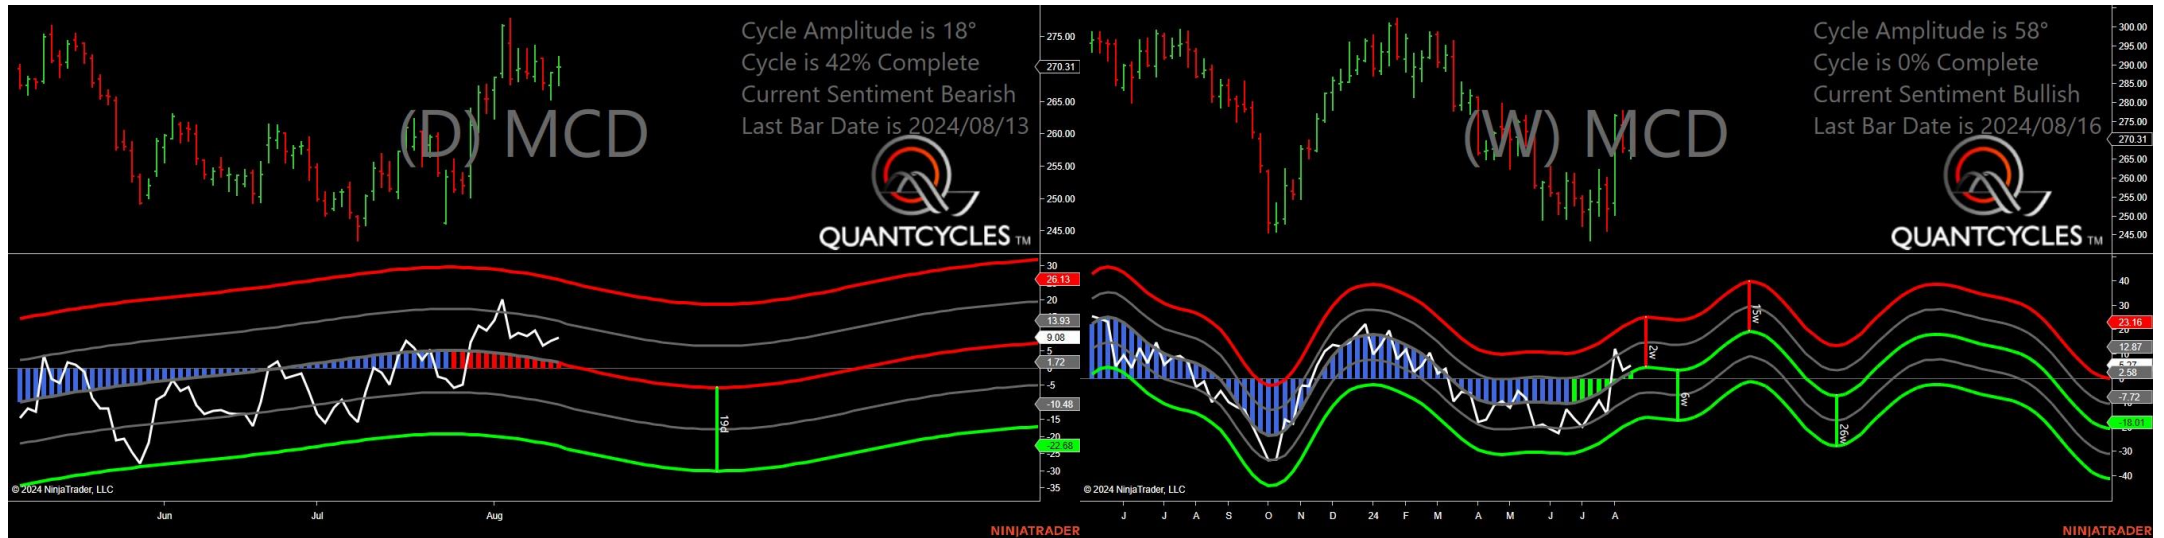 Cycle Amplitude is 18°
Cycle is 42% Complete
Current Sentiment Bearish
Last Bar Date is 2024/08/13
(D) MCD
QUANTCYCLES TM
275.00
270.31
265.00
260.00
255.00
250.00
245.00
30
26.13
20
13.93
9.08
5
1.72
-5
-10.48
-15
-22.68
-25
-30
-35
19d
© 2024 NinjaTrader, LLC
Jun Jul Aug
NINJATRADER
Cycle Amplitude is 58°
Cycle is 0% Complete
Current Sentiment Bullish
Last Bar Date is 2024/08/16
(W) MCD
QUANTCYCLES TM
300.00
295.00
290.00
285.00
280.00
275.00
270.31
265.00
260.00
255.00
250.00
245.00
40
30
23.16
12.87
2.58
-7.72
-18.01
-30
-40
2w
6w
15w
26w
© 2024 NinjaTrader, LLC
J J A S O N D 24 F M A M J J A
NINJATRADER